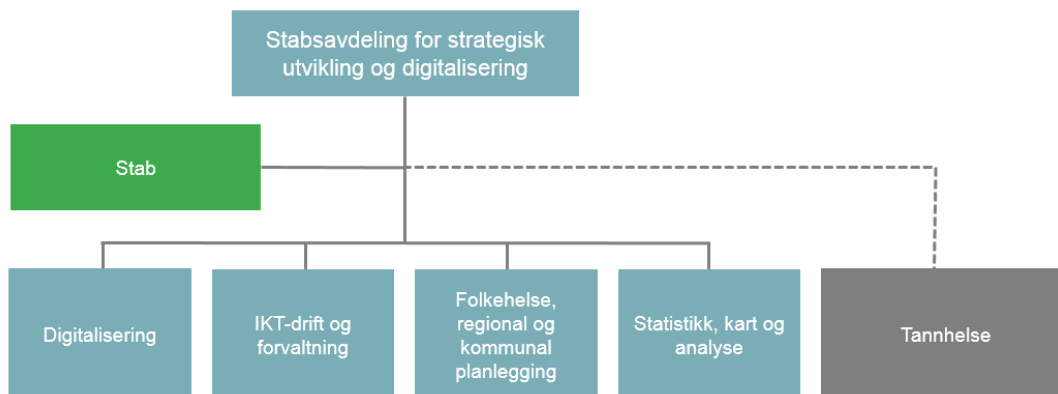 Stabsavdeling for strategisk
utvikling og digitalisering
Stab
Digitalisering
IKT-drift og
forvaltning
Folkehelse,
regional og
kommunal
planlegging
Statistikk, kart og
analyse
Tannhelse